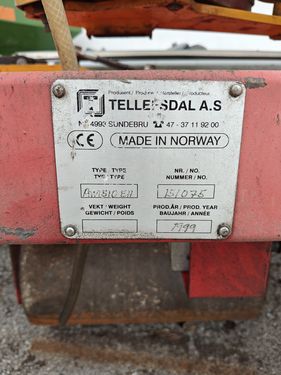 Produsent / Producer / Hersteller / Producteur
TELLEFSDAL A.S
N - 4993 SUNDEBRU ☎ 47 - 37 11 92 00
CE MADE IN NORWAY
TYPE / TYPE NR. / NO.
TYPE / TYPE NUMMER / NO.
151075
VEKT / WEIGHT PROD.ÅR / PROD. YEAR
GEWICHT / POIDS BAUJAHR / ANNÉE
1999